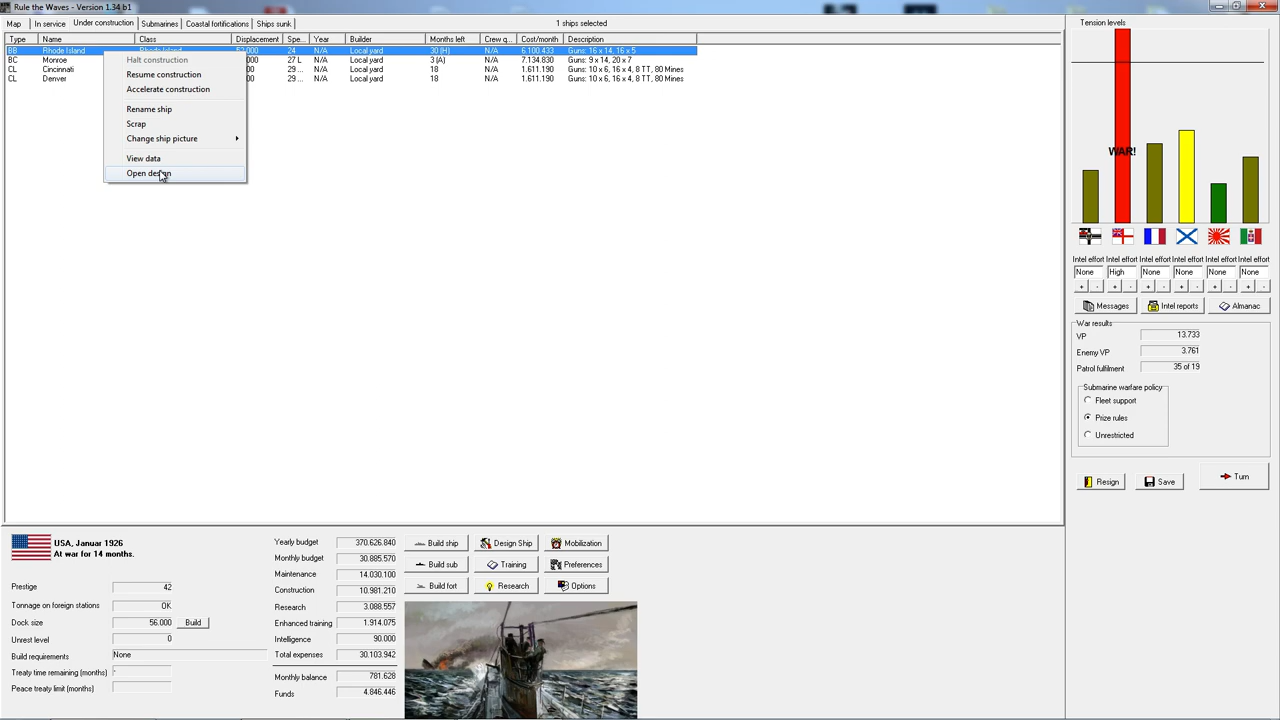 Rule the Waves - Version 1.34 b1
Map In service Under construction Submarines Coastal fortifications Ships sunk
1 ships selected
Type Name Class Displacement Spe... Year Builder Months left Crew q... Cost/month Description
BB Rhode Island Rhode Island 52.000 24 N/A Local yard 30 (H) N/A 6.100.433 Guns: 16 x 14, 16 x 5
BC Monroe .000 27 L N/A Local yard 3 (A) N/A 7.134.830 Guns: 9 x 14, 20 x 7
CL Cincinnati 29 ... N/A Local yard 18 N/A 1.611.190 Guns: 10 x 6, 16 x 4, 8 TT, 80 Mines
CL Denver 29 ... N/A Local yard 18 N/A 1.611.190 Guns: 10 x 6, 16 x 4, 8 TT, 80 Mines
Halt construction
Resume construction
Accelerate construction
Rename ship
Scrap
Change ship picture
View data
Open design
Tension levels
WAR!
Intel effort Intel effort Intel effort Intel effort Intel effort Intel effort
None High None None None None
+ - + - + - + - + - + -
Messages Intel reports Almanac
War results
VP 13.733
Enemy VP 3.761
Patrol fulfilment 35 of 19
Submarine warfare policy
Fleet support
Prize rules
Unrestricted
Resign Save Turn
USA, Januar 1926
At war for 14 months.
Prestige 42
Tonnage on foreign stations OK
Dock size 56.000 Build
Unrest level 0
Build requirements None
Treaty time remaining (months) -
Peace treaty limit (months)
Yearly budget 370.626.840
Monthly budget 30.885.570
Maintenance 14.030.100
Construction 10.981.210
Research 3.088.557
Enhanced training 1.914.075
Intelligence 90.000
Total expenses 30.103.942
Monthly balance 781.628
Funds 4.846.446
Build ship Design Ship Mobilization
Build sub Training Preferences
Build fort Research Options